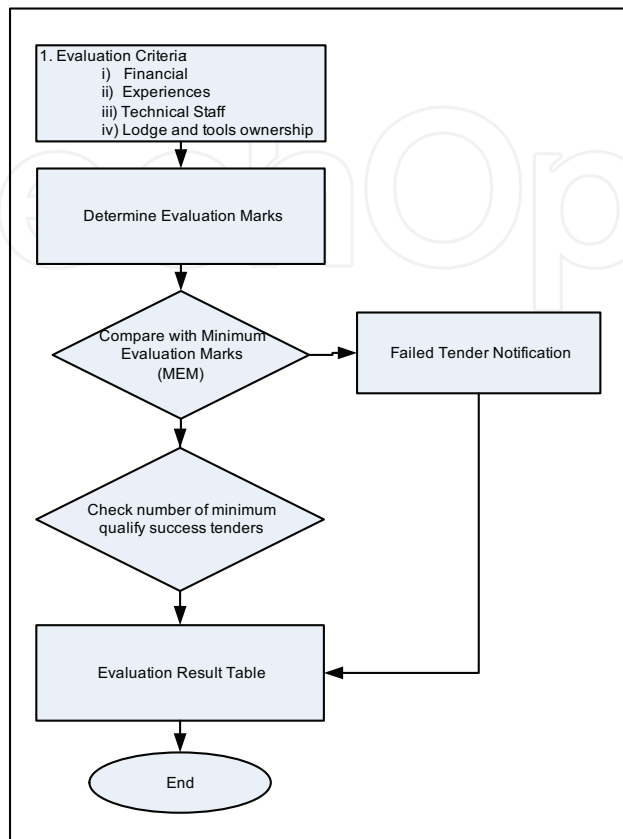 1. Evaluation Criteria
i) Financial
ii) Experiences
iii) Technical Staff
iv) Lodge and tools ownership
Determine Evaluation Marks
Compare with Minimum
Evaluation Marks
(MEM)
Failed Tender Notification
Check number of minimum
qualify success tenders
Evaluation Result Table
End